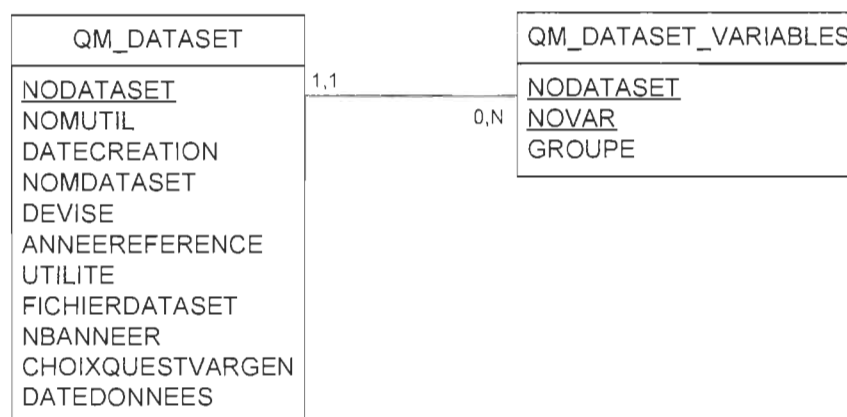 QM_DATASET
NODATASET
NOMUTIL
DATECREATION
NOMDATASET
DEVISE
ANNEEREFERENCE
UTILITE
FICHIERDATASET
NBANNEER
CHOIXQUESTVARGEN
DATEDONNEES
1,1
0,N
QM_DATASET_VARIABLES
NODATASET
NOVAR
GROUPE